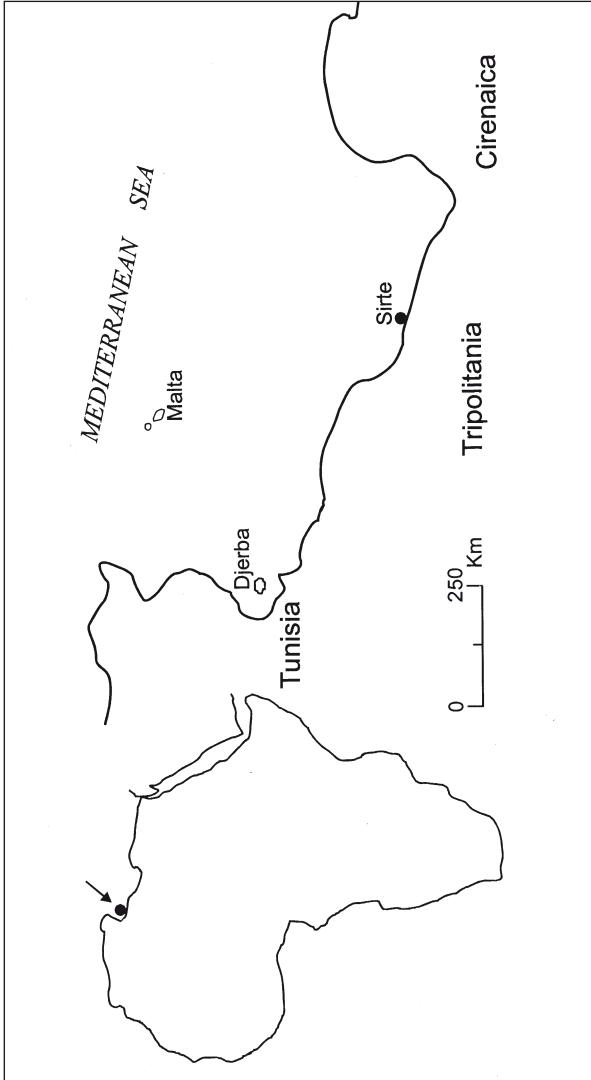 MEDITERRANEAN SEA
Malta
Djerba
Tunisia
Sirte
Cirenaica
Tripolitania
0 250 Km